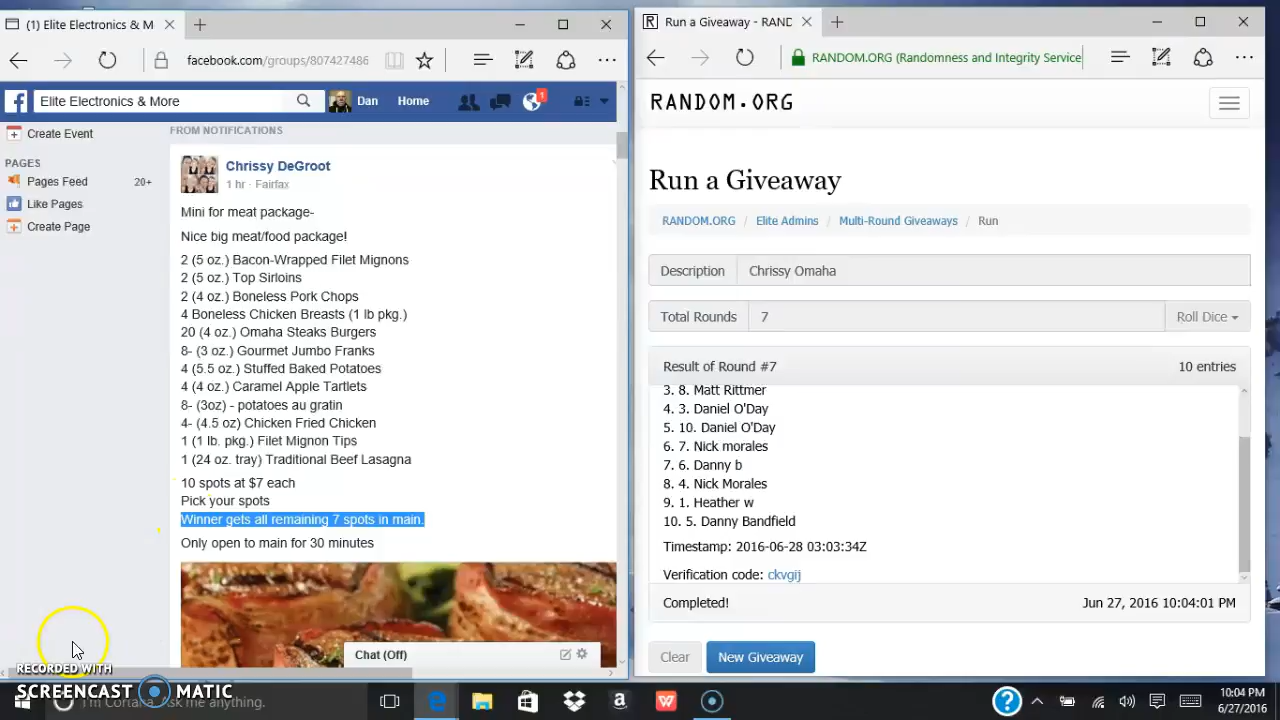 (1) Elite Electronics & M
facebook.com/groups/807427486
Elite Electronics & More
Dan
Home
1
Create Event
PAGES
Pages Feed 20+
Like Pages
Create Page
FROM NOTIFICATIONS
Chrissy DeGroot
1 hr · Fairfax
Mini for meat package-
Nice big meat/food package!
2 (5 oz.) Bacon-Wrapped Filet Mignons
2 (5 oz.) Top Sirloins
2 (4 oz.) Boneless Pork Chops
4 Boneless Chicken Breasts (1 lb pkg.)
20 (4 oz.) Omaha Steaks Burgers
8- (3 oz.) Gourmet Jumbo Franks
4 (5.5 oz.) Stuffed Baked Potatoes
4 (4 oz.) Caramel Apple Tartlets
8- (3oz) - potatoes au gratin
4- (4.5 oz) Chicken Fried Chicken
1 (1 lb. pkg.) Filet Mignon Tips
1 (24 oz. tray) Traditional Beef Lasagna
10 spots at $7 each
Pick your spots
Winner gets all remaining 7 spots in main.
Only open to main for 30 minutes
Chat (Off)
Run a Giveaway - RAND
RANDOM.ORG (Randomness and Integrity Service
RANDOM.ORG
Run a Giveaway
RANDOM.ORG / Elite Admins / Multi-Round Giveaways / Run
Description Chrissy Omaha
Total Rounds 7 Roll Dice
Result of Round #7 10 entries
3. 8. Matt Rittmer
4. 3. Daniel O'Day
5. 10. Daniel O'Day
6. 7. Nick morales
7. 6. Danny b
8. 4. Nick Morales
9. 1. Heather w
10. 5. Danny Bandfield
Timestamp: 2016-06-28 03:03:34Z
Verification code: ckvgij
Completed! Jun 27, 2016 10:04:01 PM
Clear New Giveaway
RECORDED WITH
SCREENCAST MATIC
I'm Cortana. Ask me anything.
10:04 PM
6/27/2016